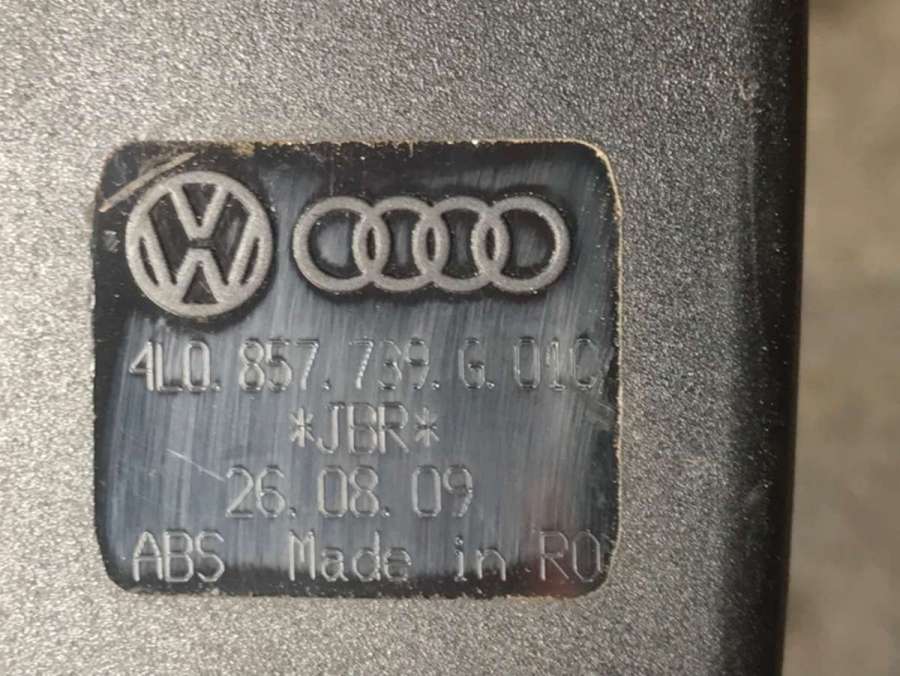 4L0.857.739.G.01C
*JBR*
26.08.09
ABS Made in RO